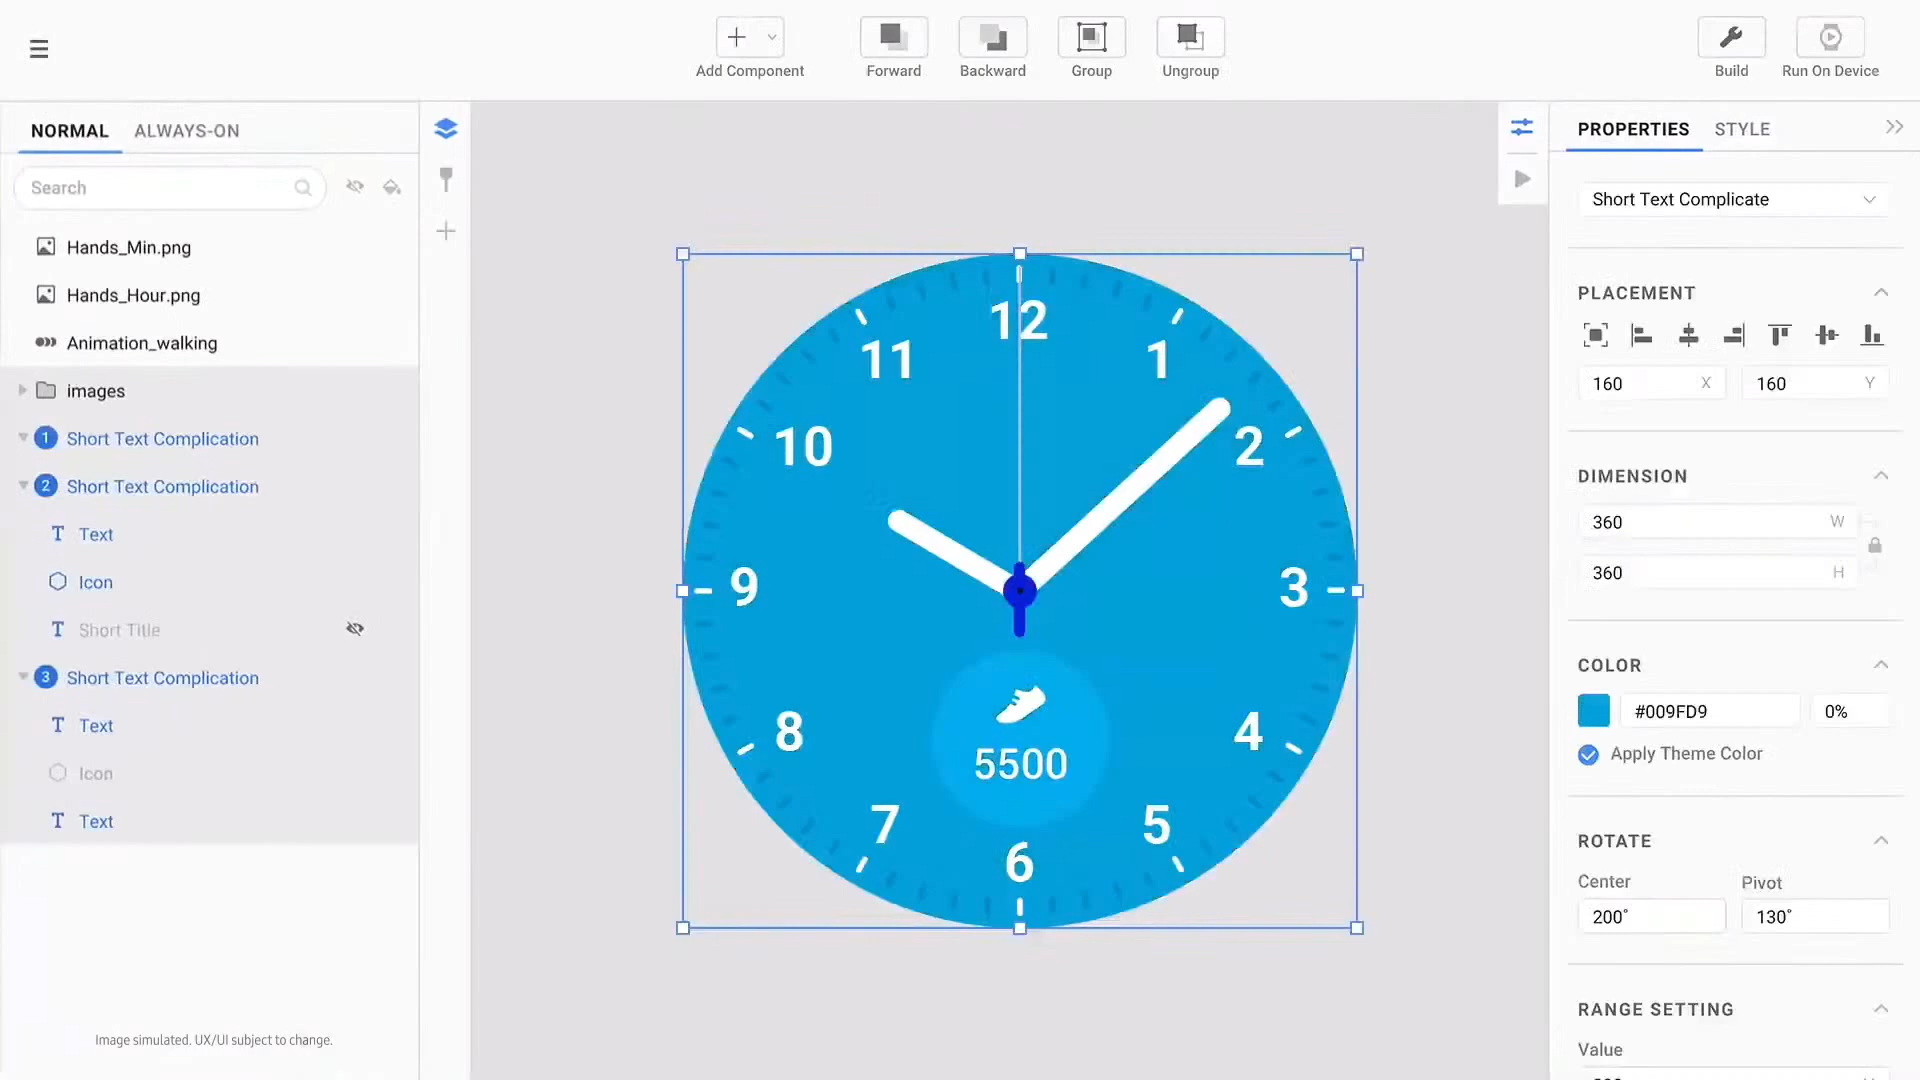 Add Component
Forward
Backward
Group
Ungroup
Build
Run On Device
NORMAL
ALWAYS-ON
Search
Hands_Min.png
Hands_Hour.png
Animation_walking
images
1 Short Text Complication
2 Short Text Complication
T Text
Icon
T Short Title
3 Short Text Complication
T Text
Icon
T Text
Image simulated. UX/UI subject to change.
12
11
1
10
2
9
3
8
4
5500
7
5
6
PROPERTIES
STYLE
Short Text Complicate
PLACEMENT
160 X
160 Y
DIMENSION
360 W
360 H
COLOR
#009FD9
0%
Apply Theme Color
ROTATE
Center
Pivot
200°
130°
RANGE SETTING
Value